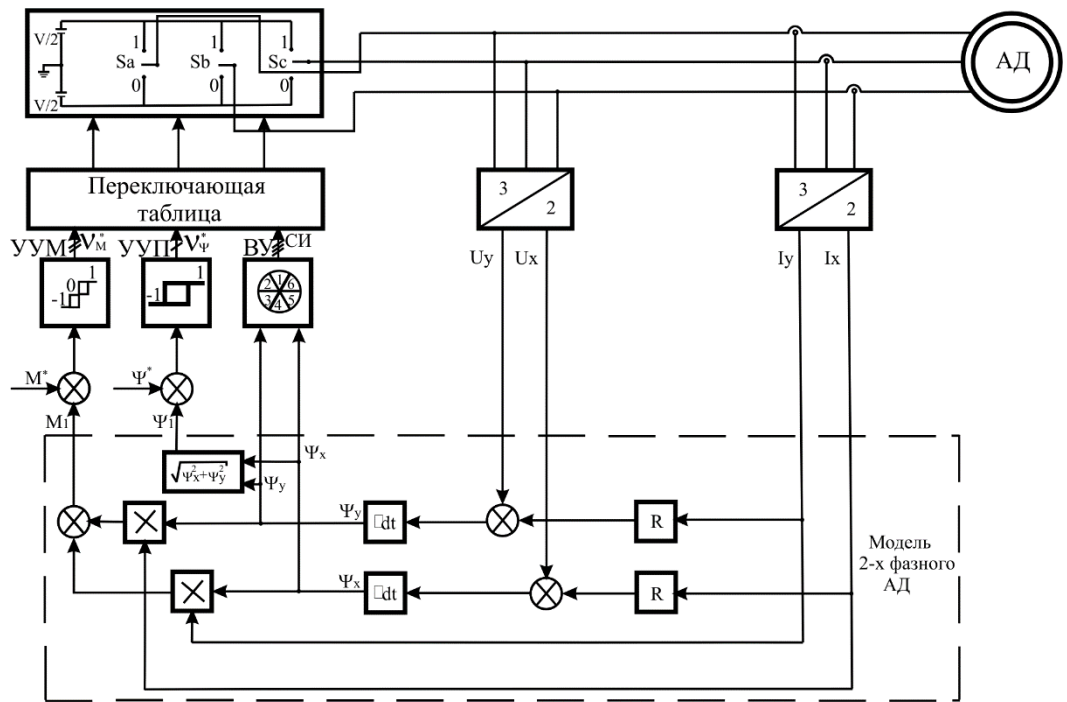 V/2
V/2
1
Sa
0
1
Sb
0
1
Sc
0
АД
Переключающая
таблица
3
2
3
2
УУМ
ν*М
УУП
ν*Ψ
ВУ
СИ
Uy
Ux
Iy
Ix
1
0
-1
1
-1
2 1 6
3 4 5
M*
Ψ*
M1
Ψ1
√Ψ²x+Ψ²y
Ψx
Ψy
Ψy
□dt
R
Ψx
□dt
R
Модель
2-х фазного
АД